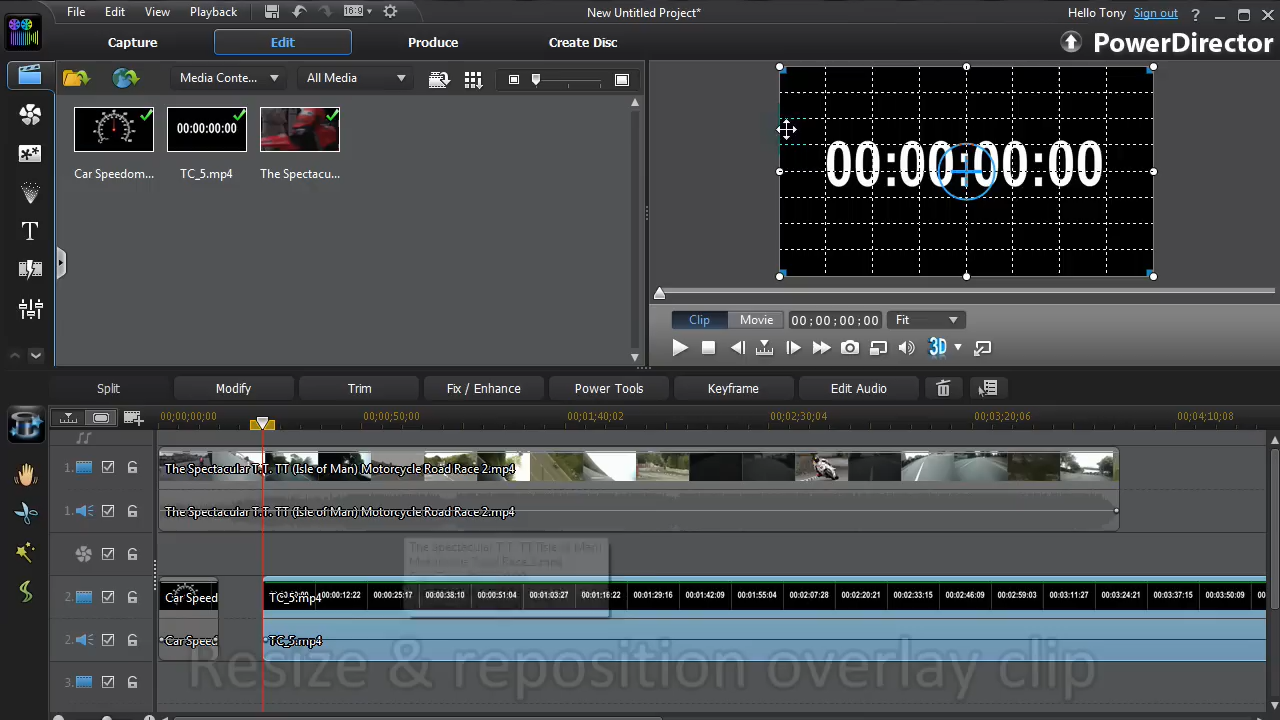 File Edit View Playback 16:9 New Untitled Project* Hello Tony Sign out ?
Capture Edit Produce Create Disc PowerDirector
Media Conte... All Media
00:00:00:00
Car Speedom... TC_5.mp4 The Spectacu...
00:00:00:00
Clip Movie 00;00;00;00 Fit
3D
Split Modify Trim Fix / Enhance Power Tools Keyframe Edit Audio
00;00;00;00 00;00;50;00 00;01;40;02 00;02;30;04 00;03;20;06 00;04;10;08
1. The Spectacular T.T. TT (Isle of Man) Motorcycle Road Race 2.mp4
1. The Spectacular T.T. TT (Isle of Man) Motorcycle Road Race 2.mp4
The Spectacular T.T. TT (Isle of Man)
Motorcycle Road Race 2.mp4
2. Car Speed TC_5.mp4 00:00:12:22 00:00:25:17 00:00:38:10 00:00:51:04 00:01:03:27 00:01:16:22 00:01:29:16 00:01:42:09 00:01:55:04 00:02:07:28 00:02:20:21 00:02:33:15 00:02:46:09 00:02:59:03 00:03:11:27 00:03:24:21 00:03:37:15 00:03:50:09
2. Car Speed TC_5.mp4
Resize & reposition overlay clip
3.